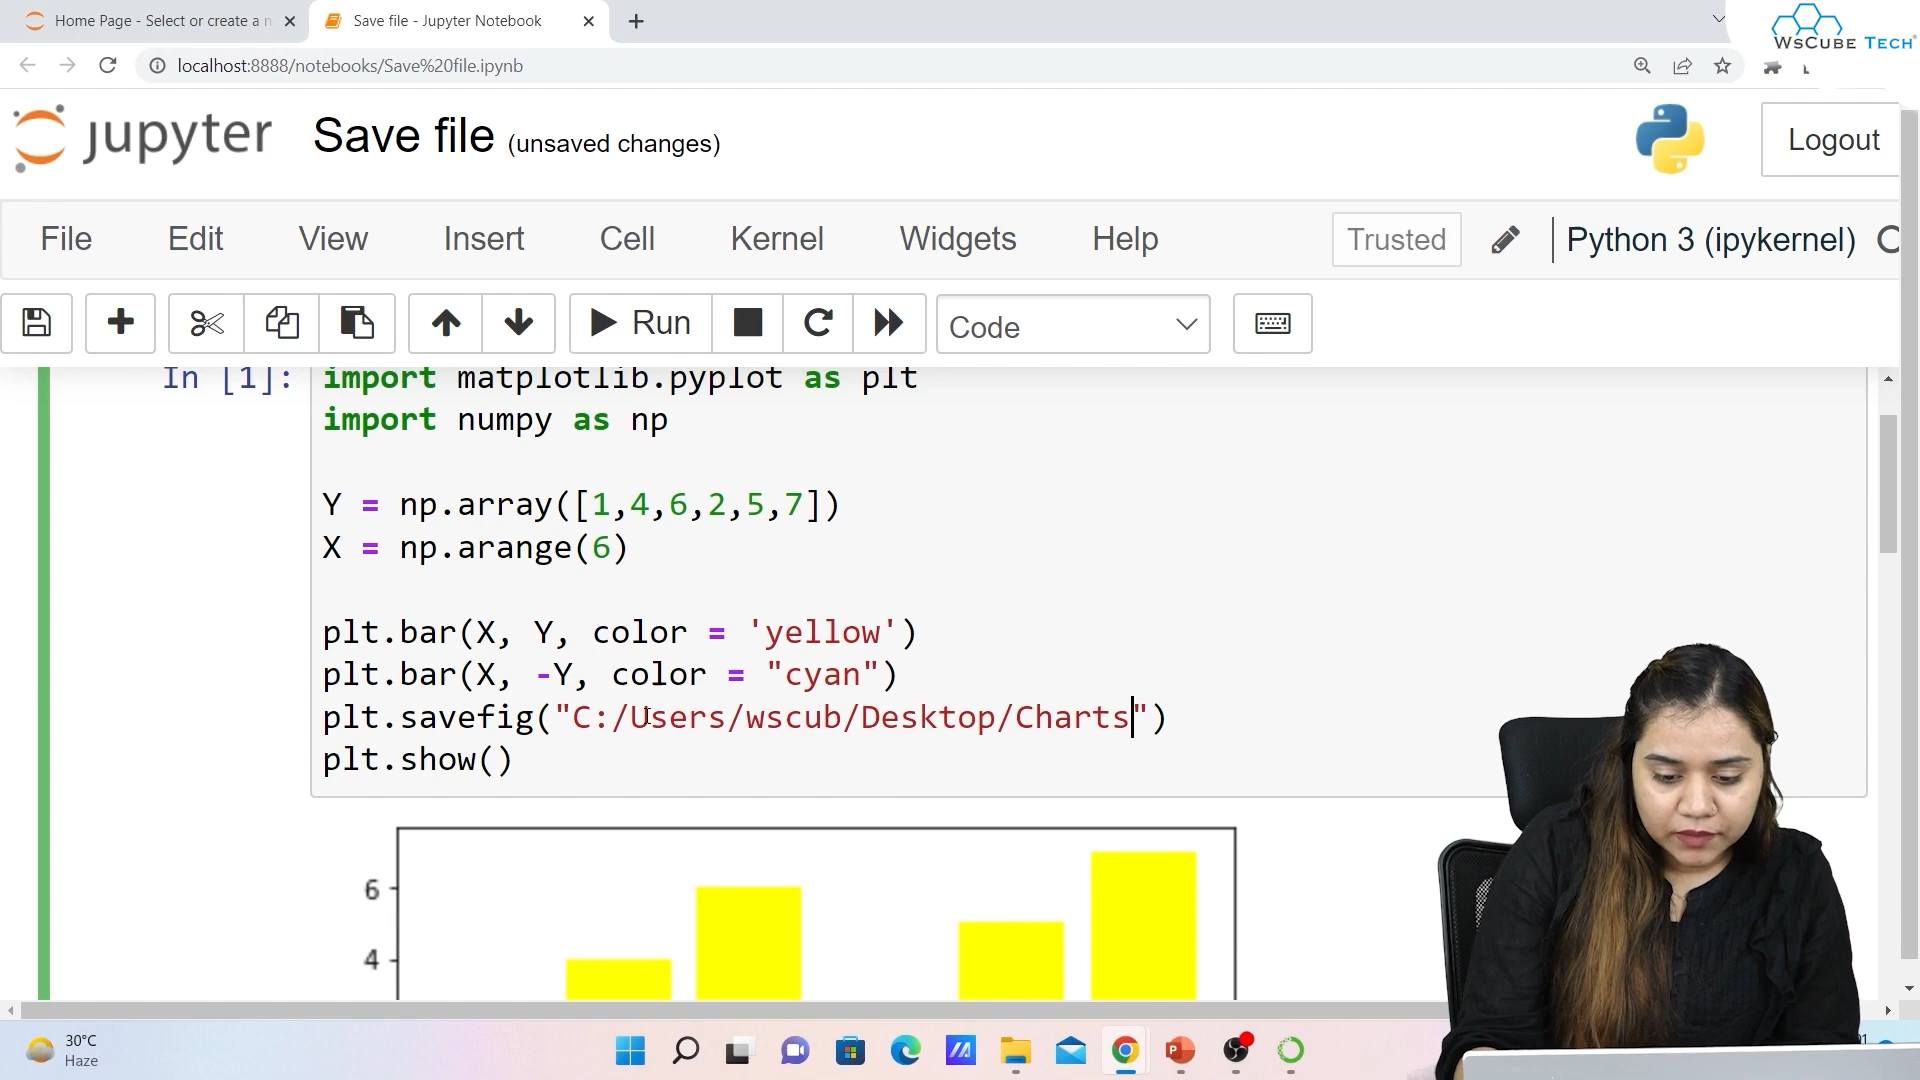 Home Page - Select or create a n
Save file - Jupyter Notebook
WsCube Tech
localhost:8888/notebooks/Save%20file.ipynb
jupyter Save file (unsaved changes)
Logout
File Edit View Insert Cell Kernel Widgets Help Trusted Python 3 (ipykernel)
Run Code
In [1]:
import matplotlib.pyplot as plt
import numpy as np
Y = np.array([1,4,6,2,5,7])
X = np.arange(6)
plt.bar(X, Y, color = 'yellow')
plt.bar(X, -Y, color = "cyan")
plt.savefig("C:/Users/wscub/Desktop/Charts")
plt.show()
6
4
30°C
Haze